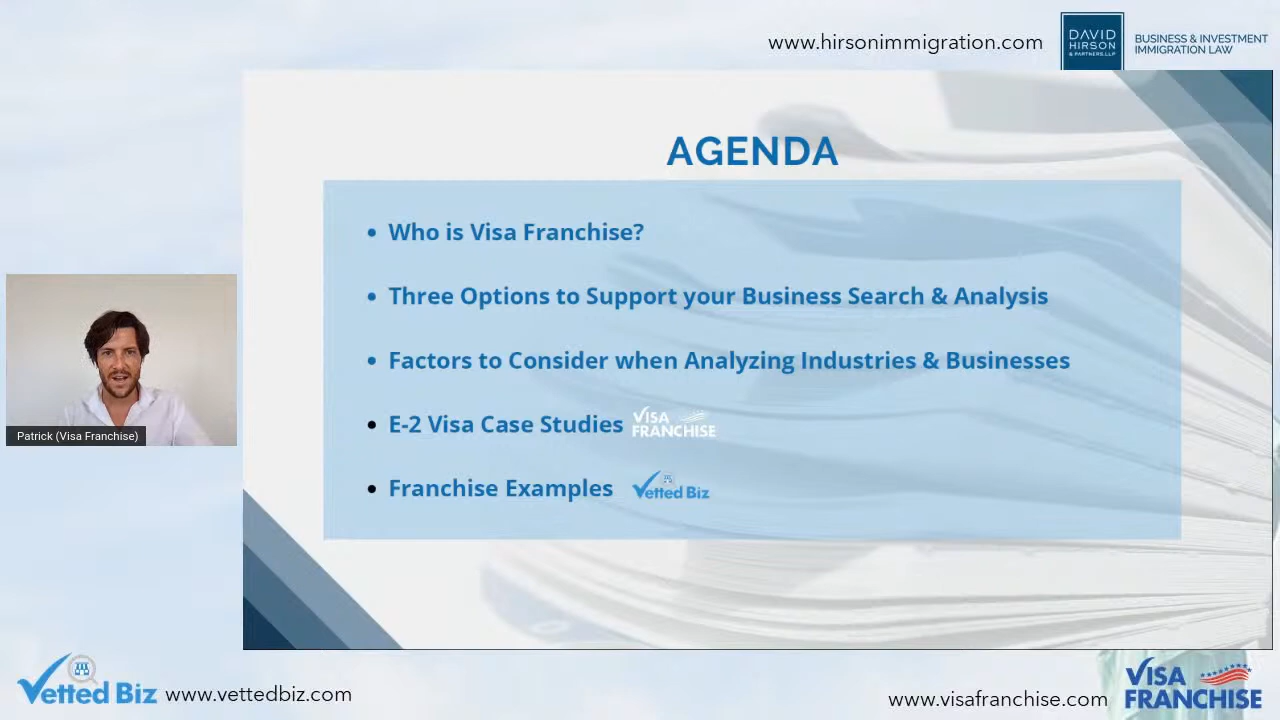 www.hirsonimmigration.com
DAVID
HIRSON
& PARTNERS, LLP
BUSINESS & INVESTMENT
IMMIGRATION LAW
AGENDA
• Who is Visa Franchise?
• Three Options to Support your Business Search & Analysis
• Factors to Consider when Analyzing Industries & Businesses
• E-2 Visa Case Studies VISA FRANCHISE
• Franchise Examples Vetted Biz
Patrick (Visa Franchise)
Vetted Biz www.vettedbiz.com
www.visafranchise.com
VISA
FRANCHISE